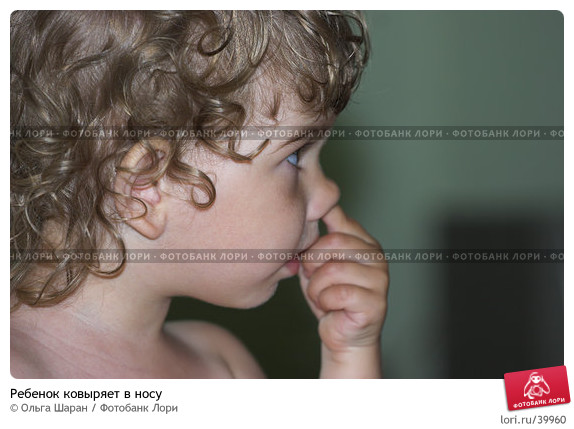 ФОТОБАНК ЛОРИ · ФОТОБАНК ЛОРИ · ФОТОБАНК ЛОРИ · ФОТОБАНК ЛОРИ · ФОТОБАНК ЛОРИ
ФОТОБАНК ЛОРИ · ФОТОБАНК ЛОРИ · ФОТОБАНК ЛОРИ · ФОТОБАНК ЛОРИ · ФОТОБАНК ЛОРИ
Ребенок ковыряет в носу
© Ольга Шаран / Фотобанк Лори
ФОТОБАНК ЛОРИ
lori.ru/39960